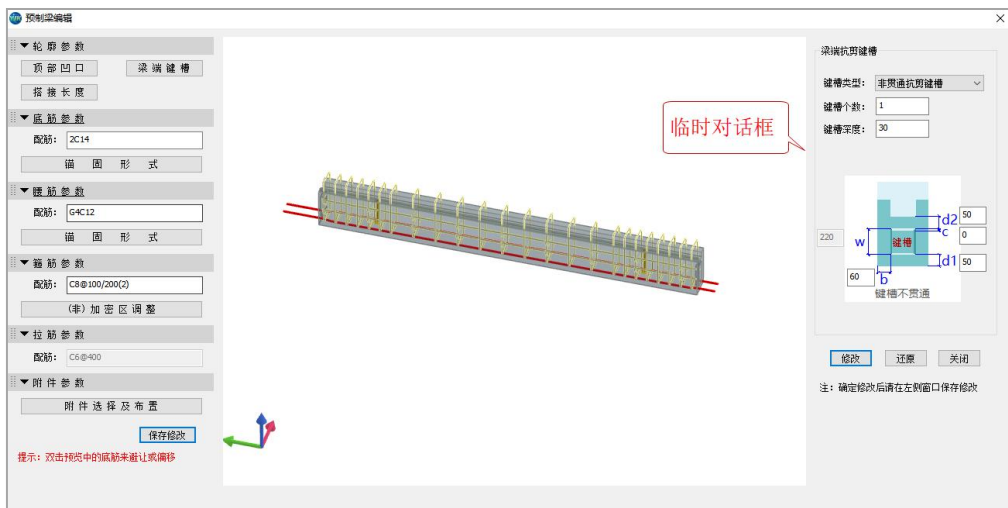 预制梁编辑
轮廓参数
顶部凹口
梁端键槽
搭接长度
底筋参数
配筋：
2C14
锚固形式
腰筋参数
配筋：
G4C12
锚固形式
箍筋参数
配筋：
C8@100/200(2)
(非)加密区调整
拉筋参数
配筋：
C6@400
附件参数
附件选择及布置
保存修改
提示：双击预览中的底筋来避让或偏移
临时对话框
梁端抗剪键槽
键槽类型：
非贯通抗剪键槽
键槽个数：
1
键槽深度：
30
220
w
键槽
d2
50
c
0
d1
50
60
b
键槽不贯通
修改
还原
关闭
注：确定修改后请在左侧窗口保存修改